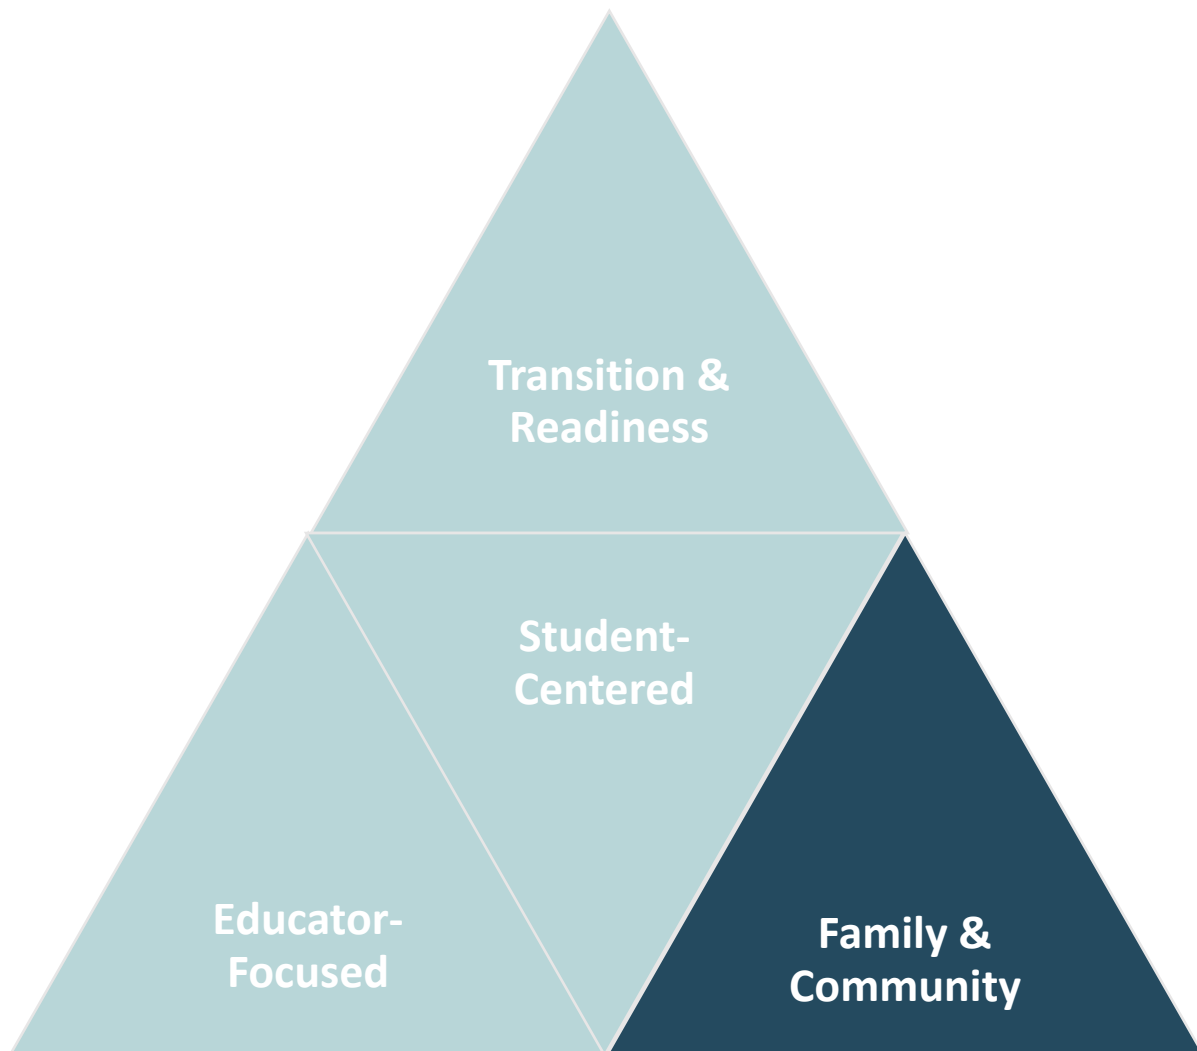 Transition &
Readiness
Student-
Centered
Educator-
Focused
Family &
Community